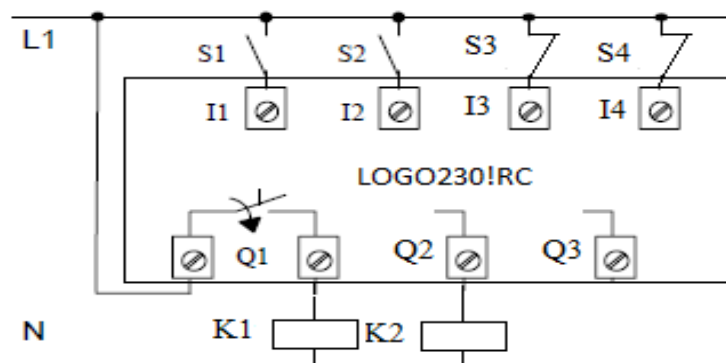 L1
S1 S2 S3 S4
I1 I2 I3 I4
LOGO230!RC
Q1 Q2 Q3
N K1 K2